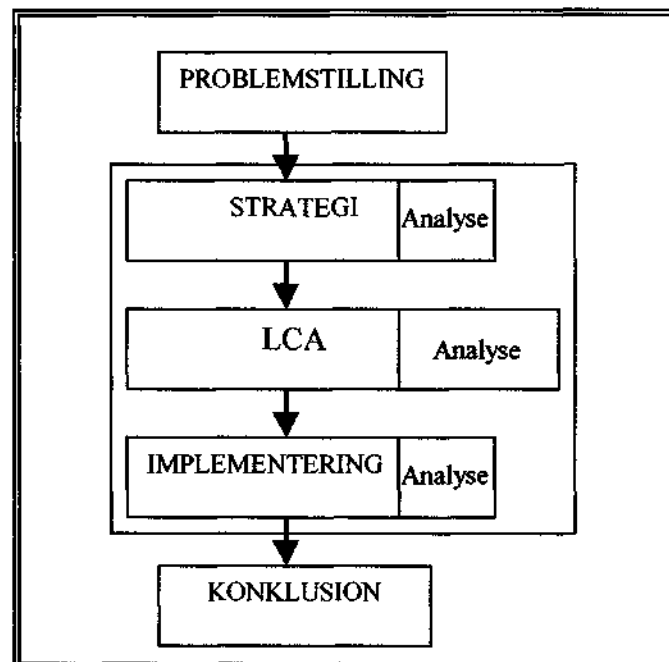 PROBLEMSTILLING
STRATEGI Analyse
LCA Analyse
IMPLEMENTERING Analyse
KONKLUSION